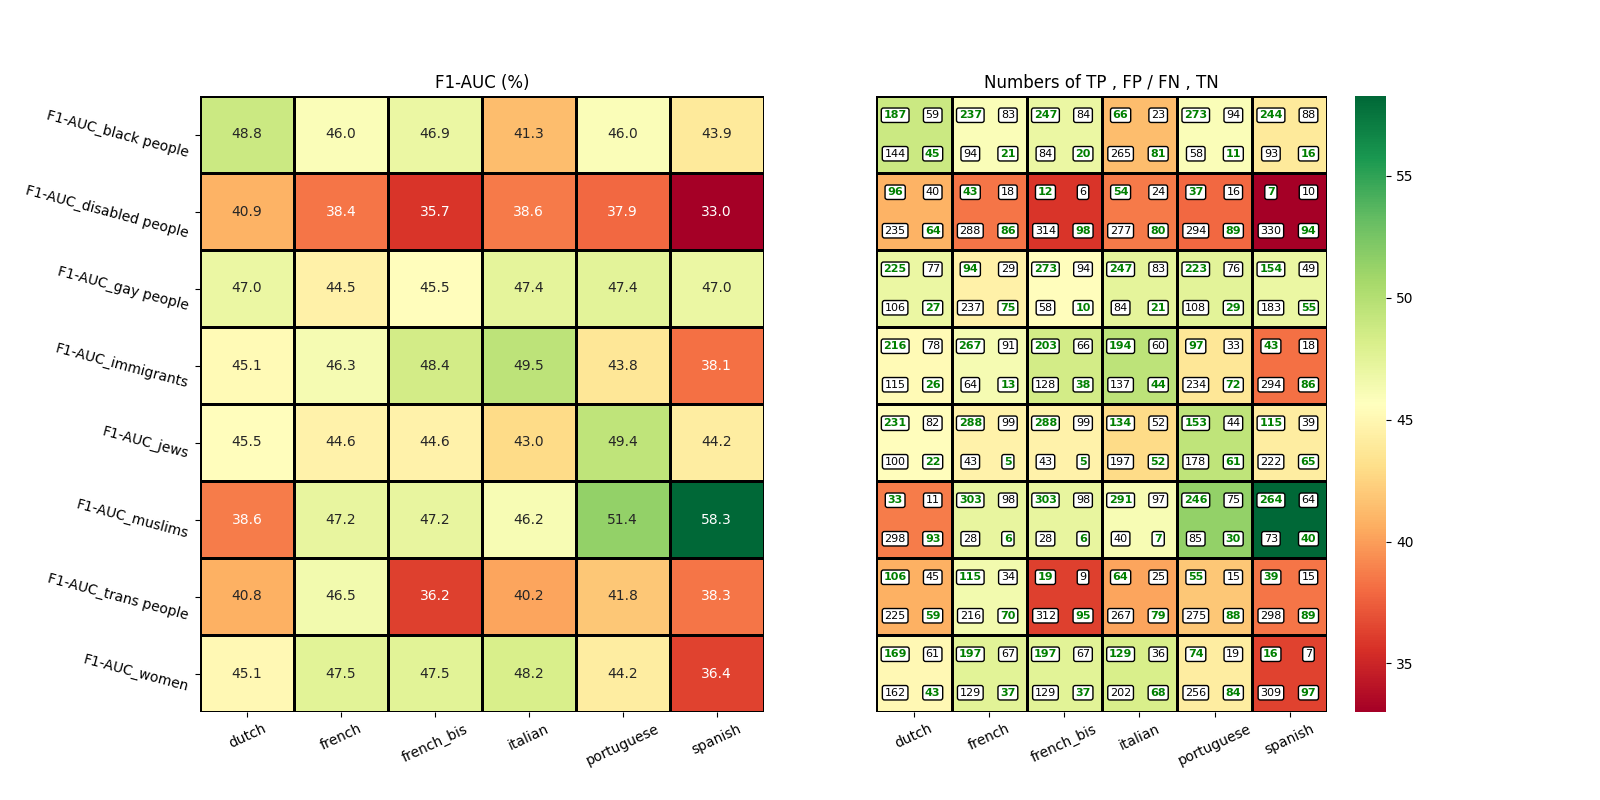 F1-AUC (%)
Numbers of TP , FP / FN , TN
F1-AUC_black people 48.8 46.0 46.9 41.3 46.0 43.9
F1-AUC_disabled people 40.9 38.4 35.7 38.6 37.9 33.0
F1-AUC_gay people 47.0 44.5 45.5 47.4 47.4 47.0
F1-AUC_immigrants 45.1 46.3 48.4 49.5 43.8 38.1
F1-AUC_jews 45.5 44.6 44.6 43.0 49.4 44.2
F1-AUC_muslims 38.6 47.2 47.2 46.2 51.4 58.3
F1-AUC_trans people 40.8 46.5 36.2 40.2 41.8 38.3
F1-AUC_women 45.1 47.5 47.5 48.2 44.2 36.4
dutch french french_bis italian portuguese spanish
187 59 237 83 247 84 66 23 273 94 244 88
144 45 94 21 84 20 265 81 58 11 93 16
96 40 43 18 12 6 54 24 37 16 7 10
235 64 288 86 314 98 277 80 294 89 330 94
225 77 94 29 273 94 247 83 223 76 154 49
106 27 237 75 58 10 84 21 108 29 183 55
216 78 267 91 203 66 194 60 97 33 43 18
115 26 64 13 128 38 137 44 234 72 294 86
231 82 288 99 288 99 134 52 153 44 115 39
100 22 43 5 43 5 197 52 178 61 222 65
33 11 303 98 303 98 291 97 246 75 264 64
298 93 28 6 28 6 40 7 85 30 73 40
106 45 115 34 19 9 64 25 55 15 39 15
225 59 216 70 312 95 267 79 275 88 298 89
169 61 197 67 197 67 129 36 74 19 16 7
162 43 129 37 129 37 202 68 256 84 309 97
dutch french french_bis italian portuguese spanish
55
50
45
40
35